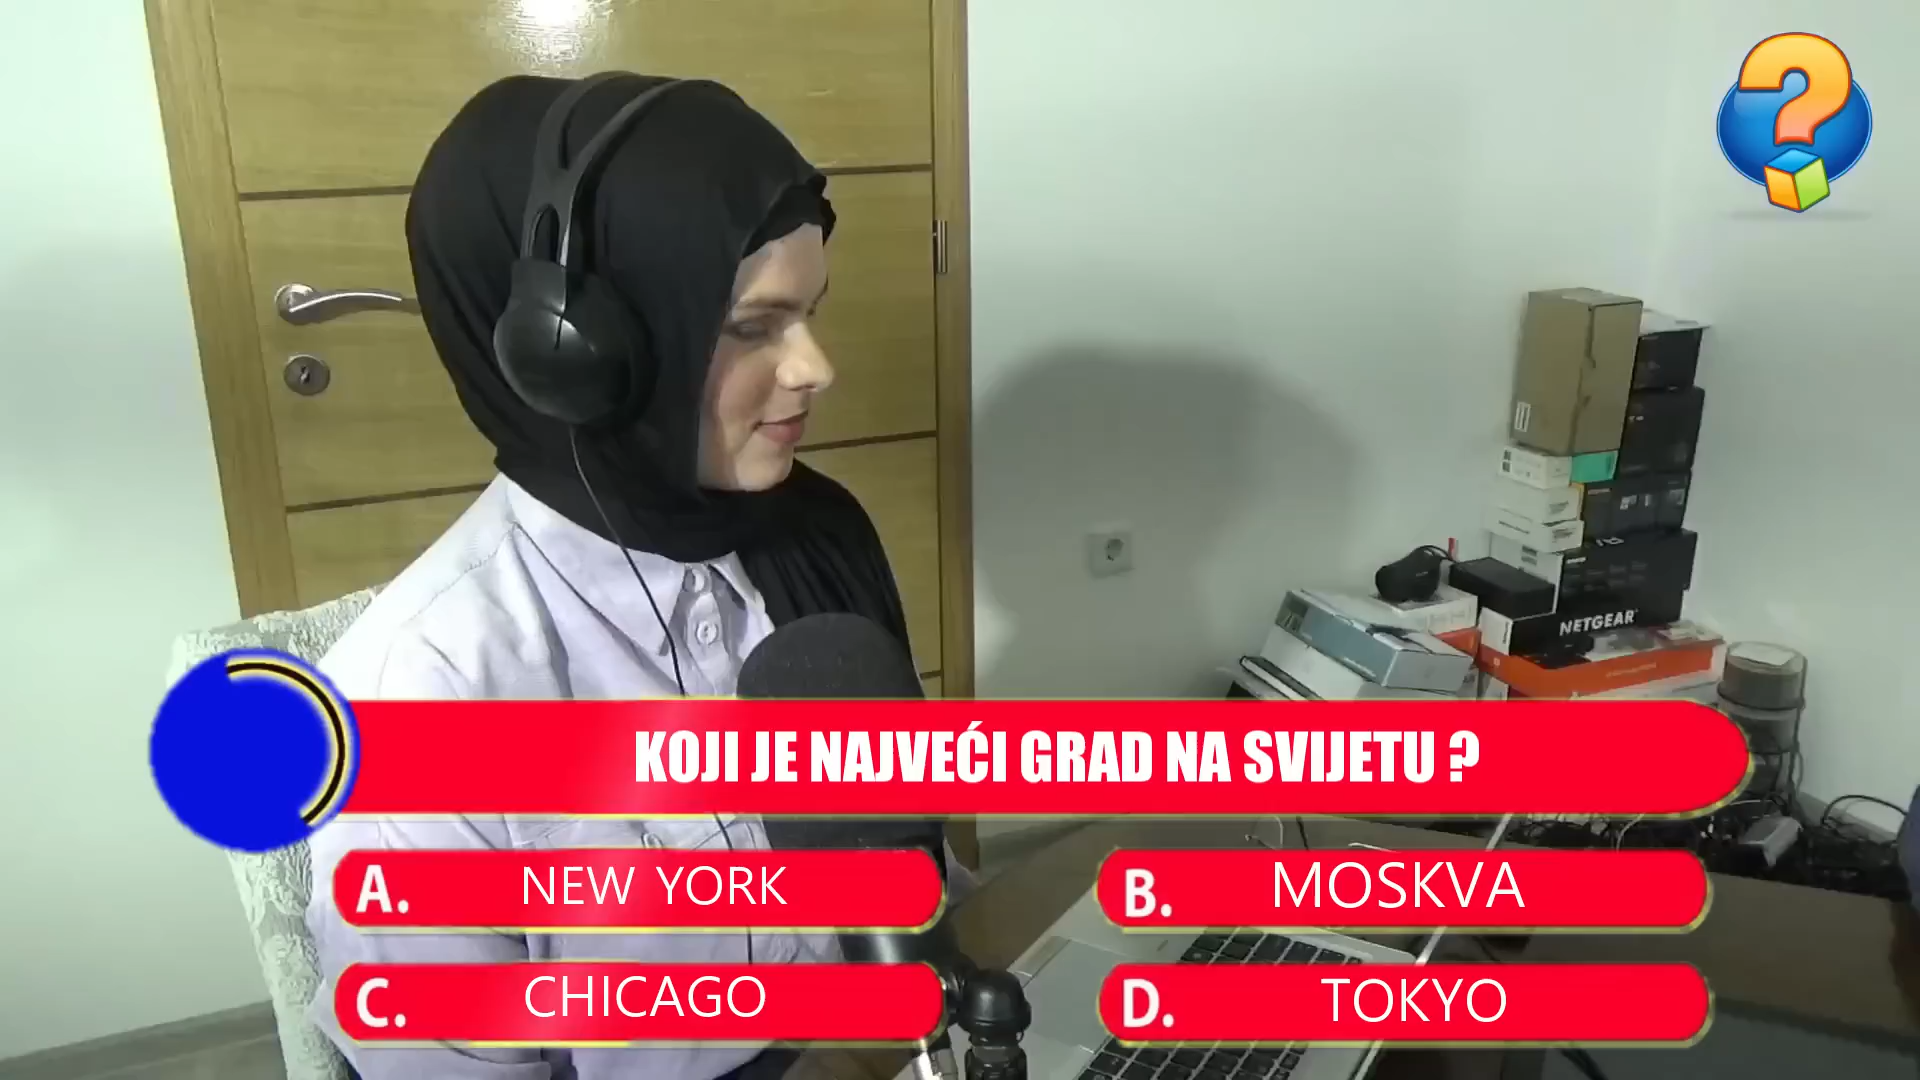 KOJI JE NAJVEĆI GRAD NA SVIJETU ?
A. NEW YORK
B. MOSKVA
C. CHICAGO
D. TOKYO
NETGEAR